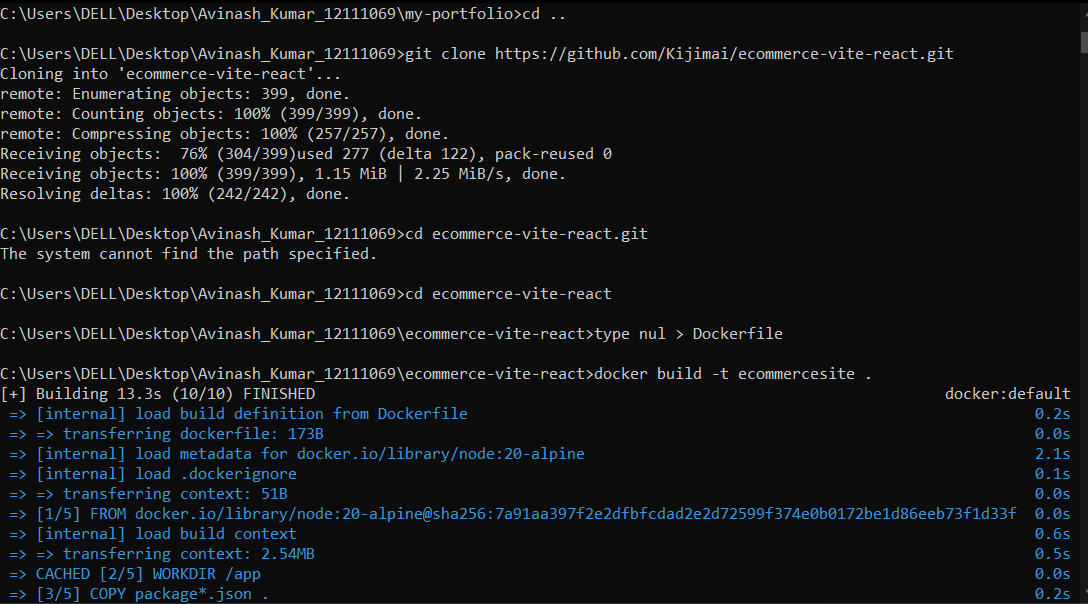 C:\Users\DELL\Desktop\Avinash_Kumar_12111069\my-portfolio>cd ..
C:\Users\DELL\Desktop\Avinash_Kumar_12111069>git clone https://github.com/Kijimai/ecommerce-vite-react.git
Cloning into 'ecommerce-vite-react'...
remote: Enumerating objects: 399, done.
remote: Counting objects: 100% (399/399), done.
remote: Compressing objects: 100% (257/257), done.
Receiving objects:  76% (304/399)used 277 (delta 122), pack-reused 0
Receiving objects: 100% (399/399), 1.15 MiB | 2.25 MiB/s, done.
Resolving deltas: 100% (242/242), done.
C:\Users\DELL\Desktop\Avinash_Kumar_12111069>cd ecommerce-vite-react.git
The system cannot find the path specified.
C:\Users\DELL\Desktop\Avinash_Kumar_12111069>cd ecommerce-vite-react
C:\Users\DELL\Desktop\Avinash_Kumar_12111069\ecommerce-vite-react>type nul > Dockerfile
C:\Users\DELL\Desktop\Avinash_Kumar_12111069\ecommerce-vite-react>docker build -t ecommercesite .
[+] Building 13.3s (10/10) FINISHED docker:default
=> [internal] load build definition from Dockerfile 0.2s
=> => transferring dockerfile: 173B 0.0s
=> [internal] load metadata for docker.io/library/node:20-alpine 2.1s
=> [internal] load .dockerignore 0.1s
=> => transferring context: 51B 0.0s
=> [1/5] FROM docker.io/library/node:20-alpine@sha256:7a91aa397f2e2dfbfcdad2e2d72599f374e0b0172be1d86eeb73f1d33f 0.0s
=> [internal] load build context 0.6s
=> => transferring context: 2.54MB 0.5s
=> CACHED [2/5] WORKDIR /app 0.0s
=> [3/5] COPY package*.json . 0.2s